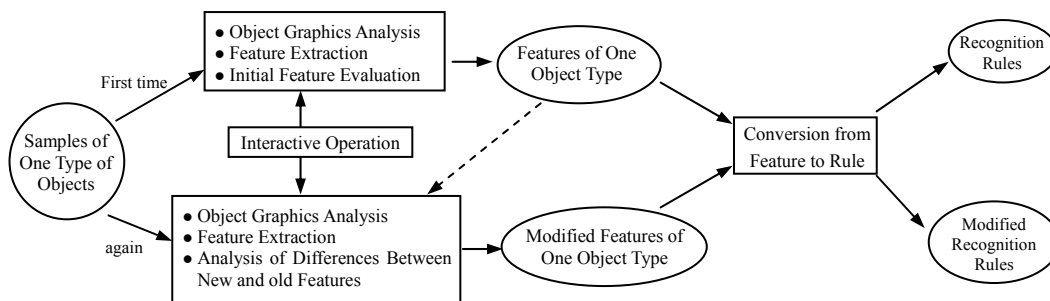 ● Object Graphics Analysis
● Feature Extraction
● Initial Feature Evaluation
First time
Samples of
One Type of
Objects
again
Interactive Operation
● Object Graphics Analysis
● Feature Extraction
● Analysis of Differences Between
New and old Features
Features of One
Object Type
Modified Features of
One Object Type
Conversion from
Feature to Rule
Recognition
Rules
Modified
Recognition
Rules